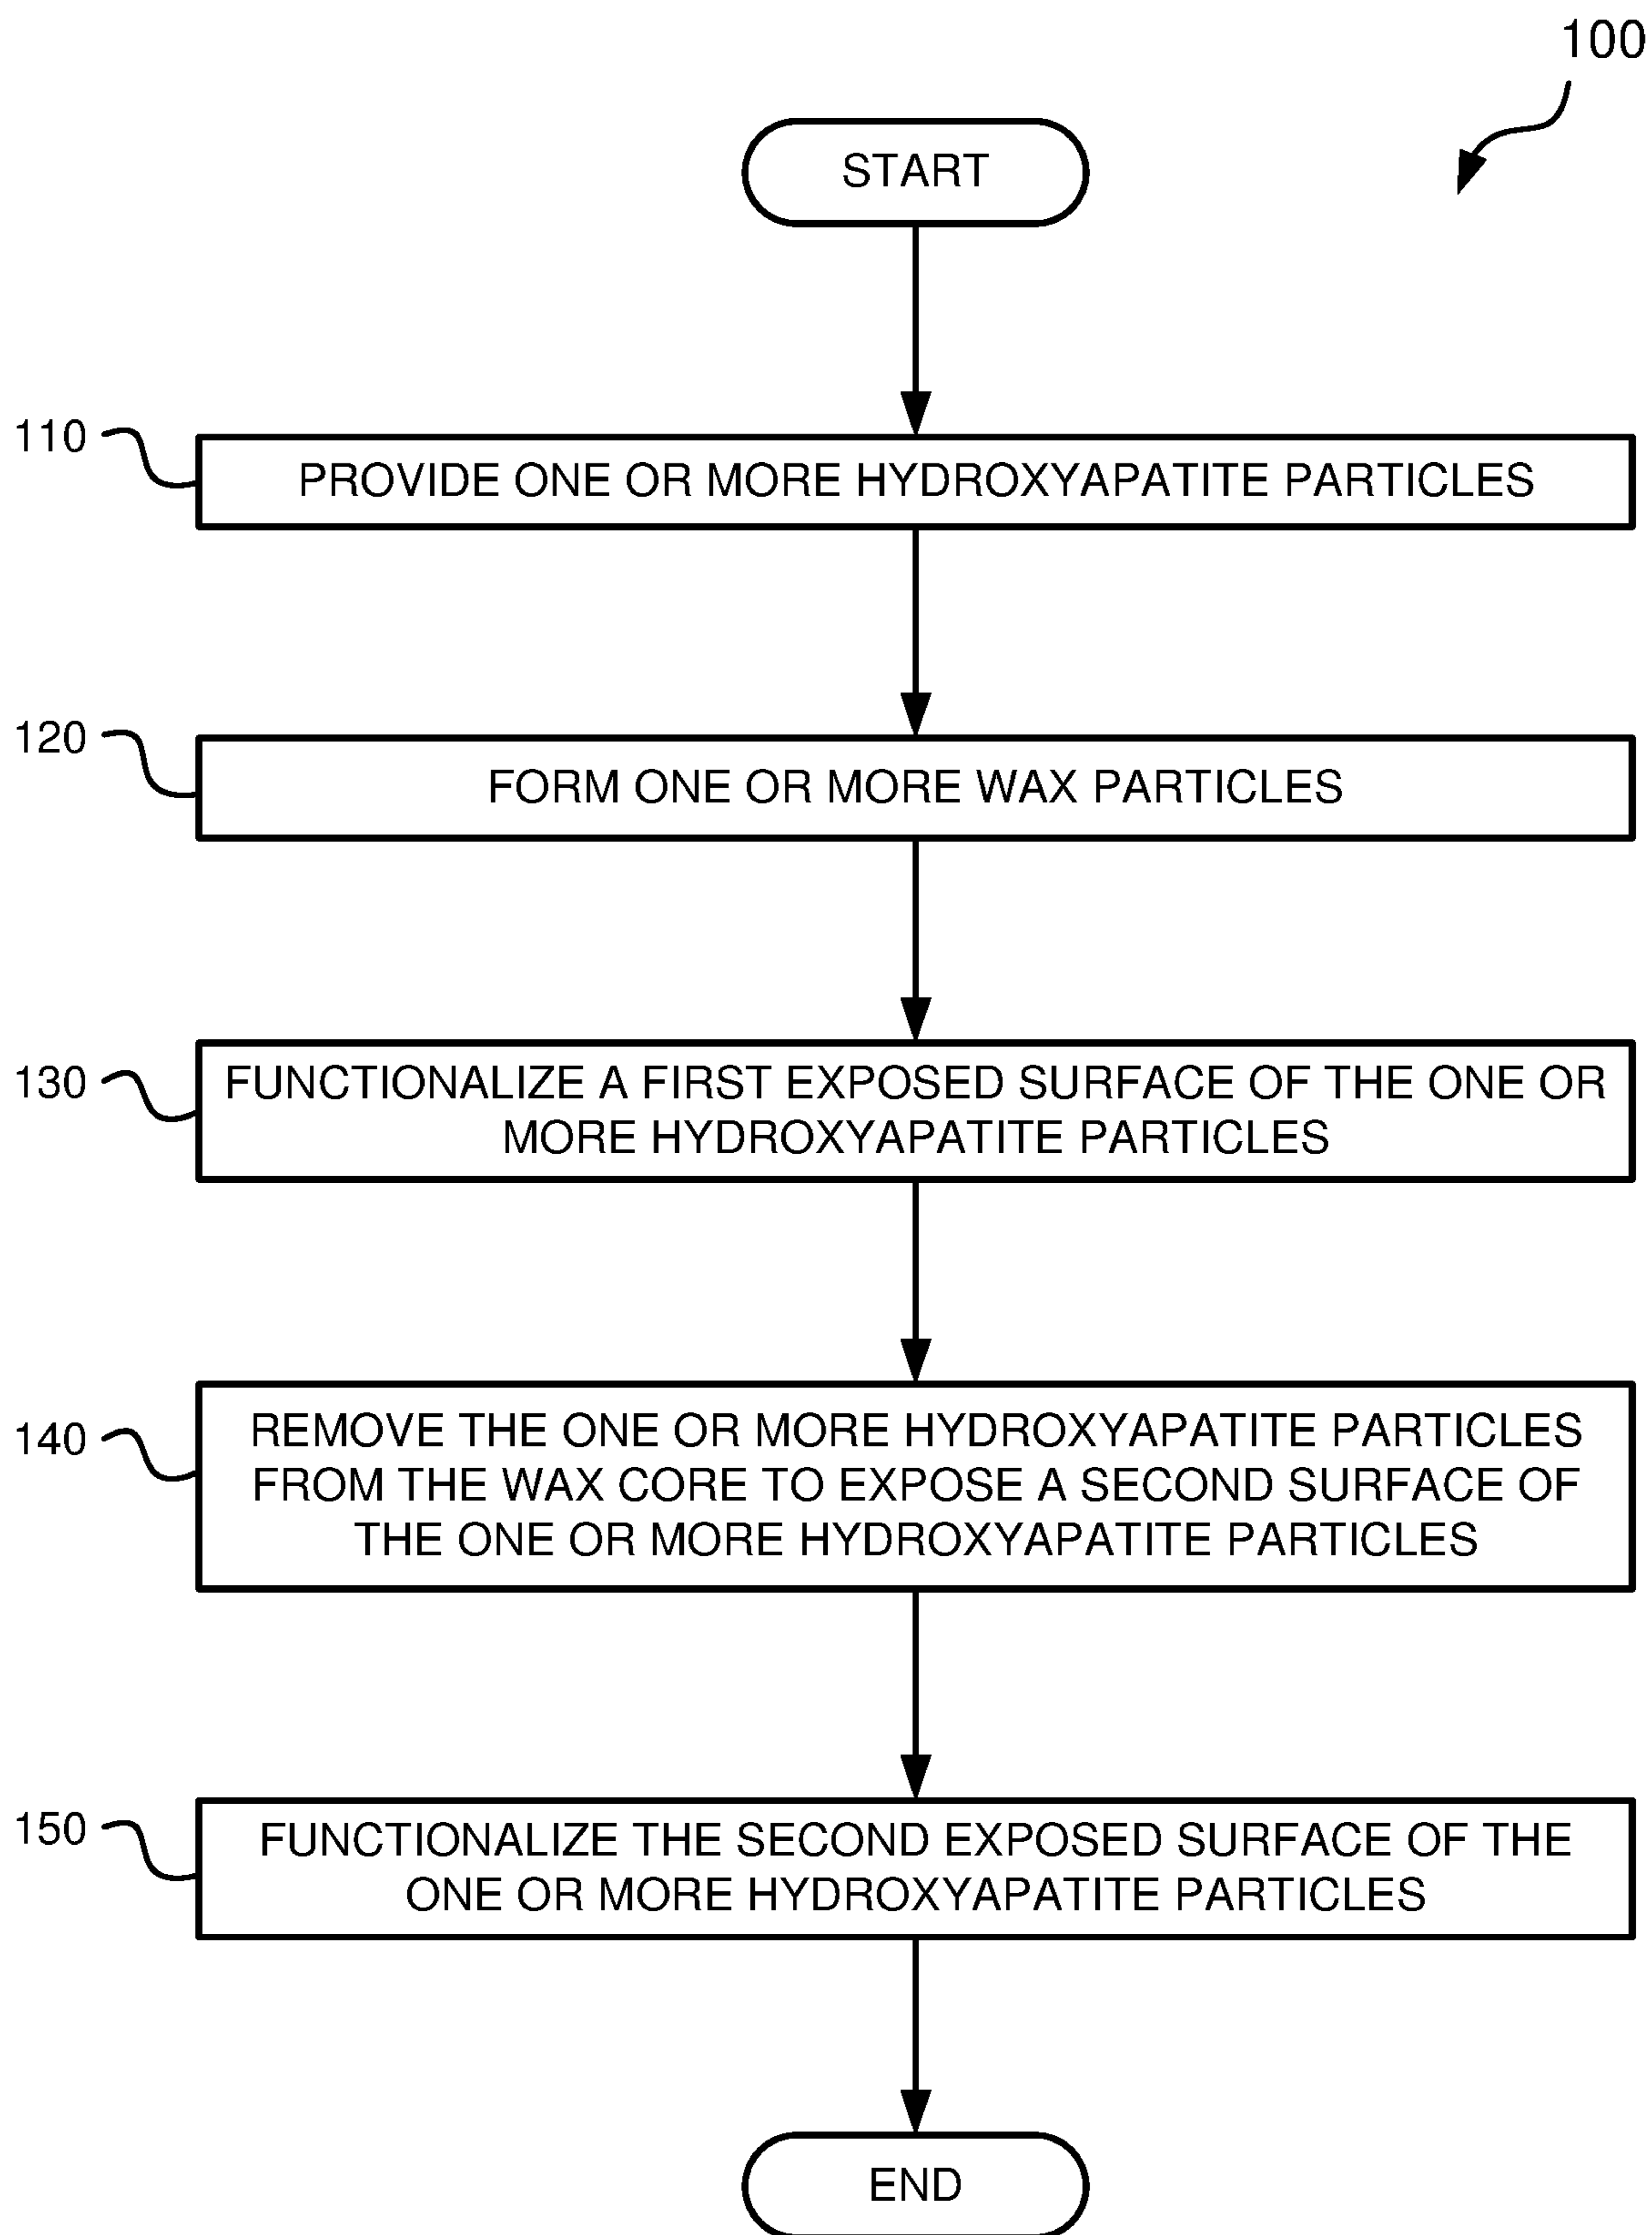 100
START
110
PROVIDE ONE OR MORE HYDROXYAPATITE PARTICLES
120
FORM ONE OR MORE WAX PARTICLES
130
FUNCTIONALIZE A FIRST EXPOSED SURFACE OF THE ONE OR
MORE HYDROXYAPATITE PARTICLES
140
REMOVE THE ONE OR MORE HYDROXYAPATITE PARTICLES
FROM THE WAX CORE TO EXPOSE A SECOND SURFACE OF
THE ONE OR MORE HYDROXYAPATITE PARTICLES
150
FUNCTIONALIZE THE SECOND EXPOSED SURFACE OF THE
ONE OR MORE HYDROXYAPATITE PARTICLES
END